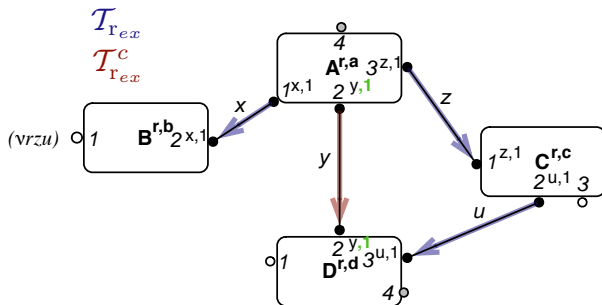 𝒯r_ex
𝒯^c r_ex
4
A^r,a
3^z,1
1^x,1
2^y,1
x
z
(νrzu)
1
B^r,b
2^x,1
y
1^z,1
C^r,c
2^u,1
3
u
2^y,1
1
3^u,1
D^r,d
4